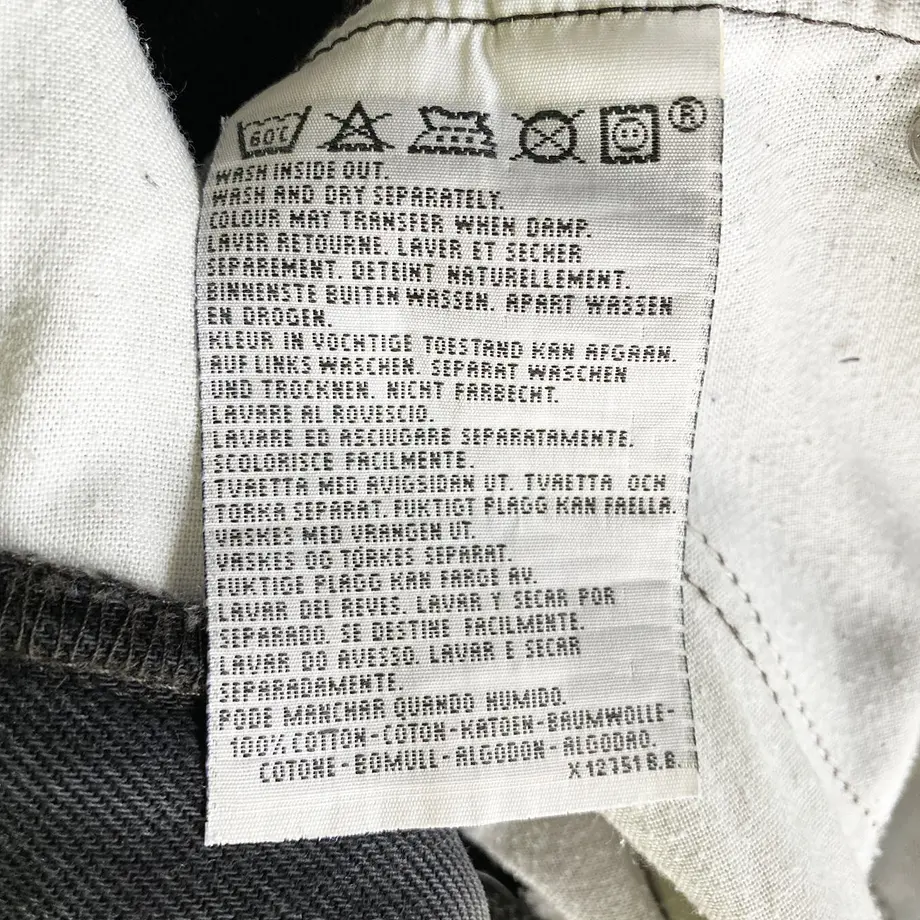 60°C ®
WASH INSIDE OUT.
WASH AND DRY SEPARATELY.
COLOUR MAY TRANSFER WHEN DAMP.
LAVER RETOURNE. LAVER ET SECHER
SEPAREMENT. DETEINT NATURELLEMENT.
BINNENSTE BUITEN WASSEN. APART WASSEN
EN DROGEN.
KLEUR IN VOCHTIGE TOESTAND KAN AFGAAN.
AUF LINKS WASCHEN. SEPARAT WASCHEN
UND TROCKNEN. NICHT FARBECHT.
LAVARE AL ROVESCIO.
LAVARE ED ASCIUGARE SEPARATAMENTE.
SCOLORISCE FACILMENTE.
TVAETTA MED AVIGSIDAN UT. TVAETTA OCH
TORKA SEPARAT. FUKTIGT PLAGG KAN FAELLA.
VASKES MED VRANGEN UT.
VASKES OG TÖRKES SEPARAT.
FUKTIGE PLAGG KAN FARGE AV.
LAVAR DEL REVES. LAVAR Y SECAR POR
SEPARADO. SE DESTINE FACILMENTE.
LAVAR DO AVESSO. LAVAR E SECAR
SEPARADAMENTE.
PODE MANCHAR QUANDO HUMIDO.
100% COTTON-COTON-KATOEN-BAUMWOLLE-
COTONE-BOMULL-ALGODON-ALGODAO.
X12751 B.B.